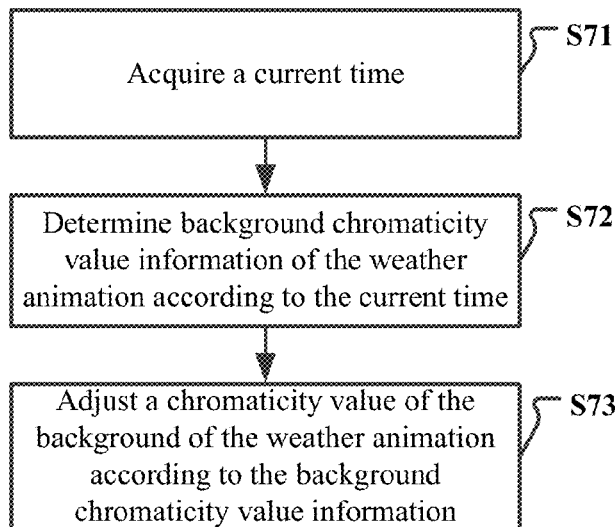 Acquire a current time
S71
Determine background chromaticity
value information of the weather
animation according to the current time
S72
Adjust a chromaticity value of the
background of the weather animation
according to the background
chromaticity value information
S73